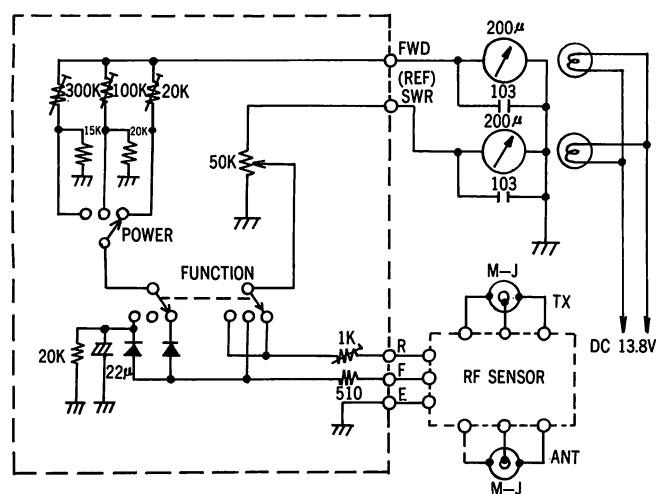 FWD
200μ
300K
100K
20K
(REF)
SWR
103
200μ
15K
20K
50K
103
POWER
FUNCTION
M-J
TX
1K
R
DC 13.8V
20K
22μ
510
F
E
RF SENSOR
ANT
M-J